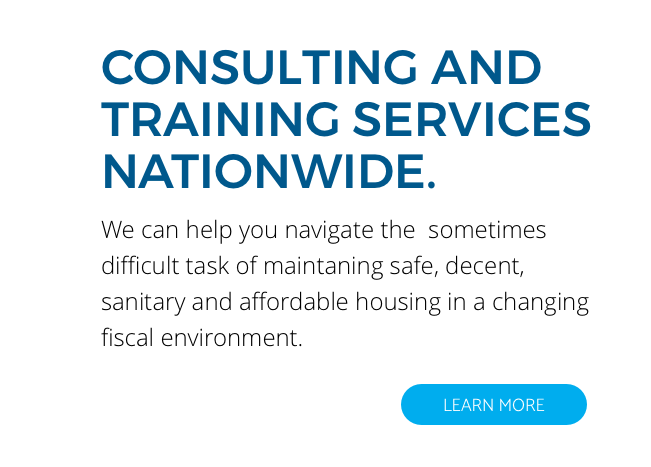 CONSULTING AND
TRAINING SERVICES
NATIONWIDE.
We can help you navigate the  sometimes
difficult task of maintaning safe, decent,
sanitary and affordable housing in a changing
fiscal environment.
LEARN MORE